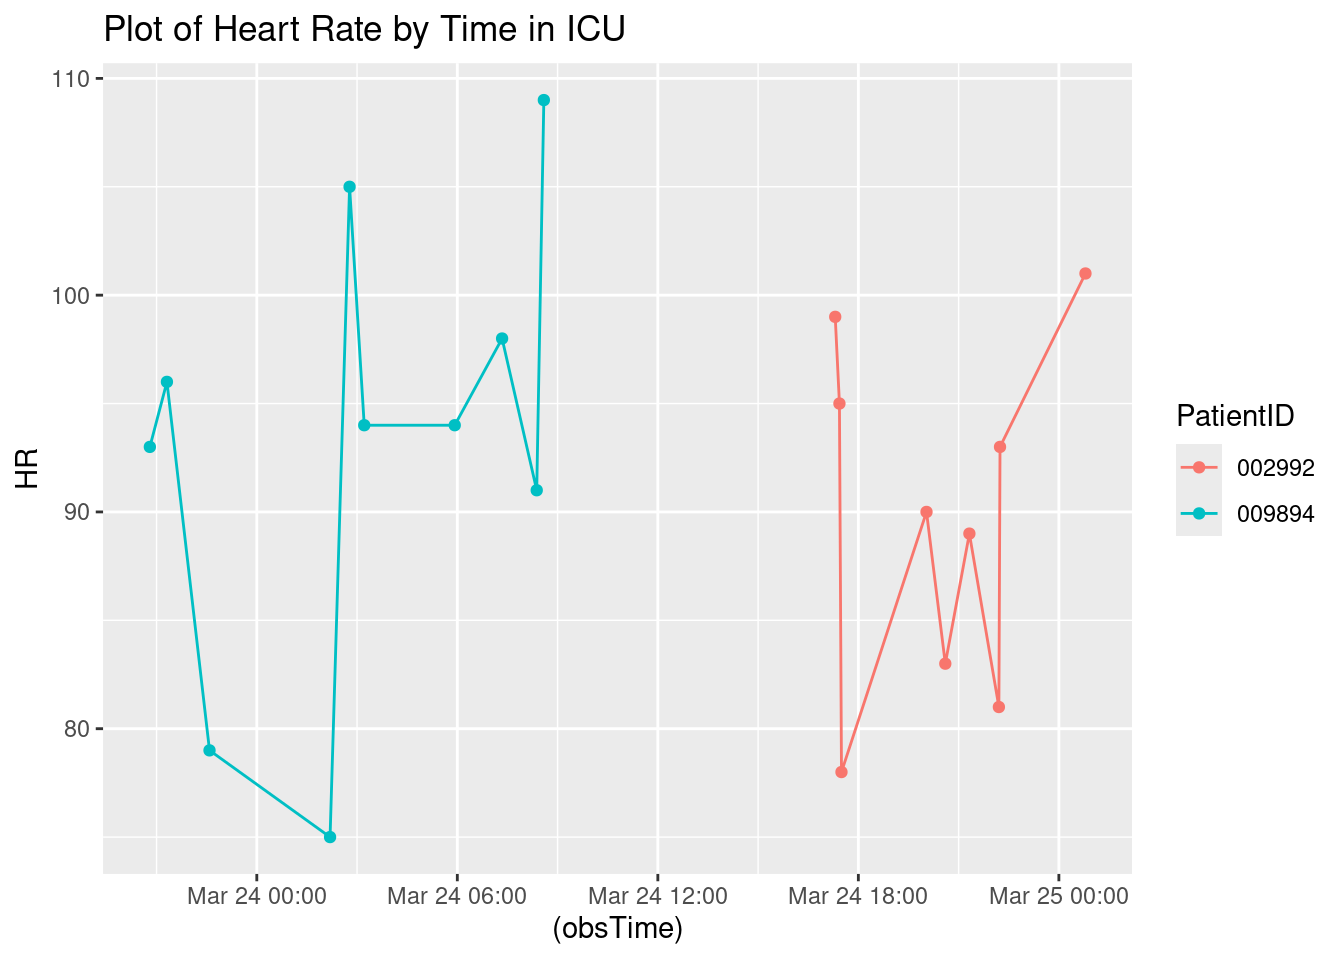 Plot of Heart Rate by Time in ICU
110
100
90
80
HR
Mar 24 00:00 Mar 24 06:00 Mar 24 12:00 Mar 24 18:00 Mar 25 00:00
(obsTime)
PatientID
002992
009894